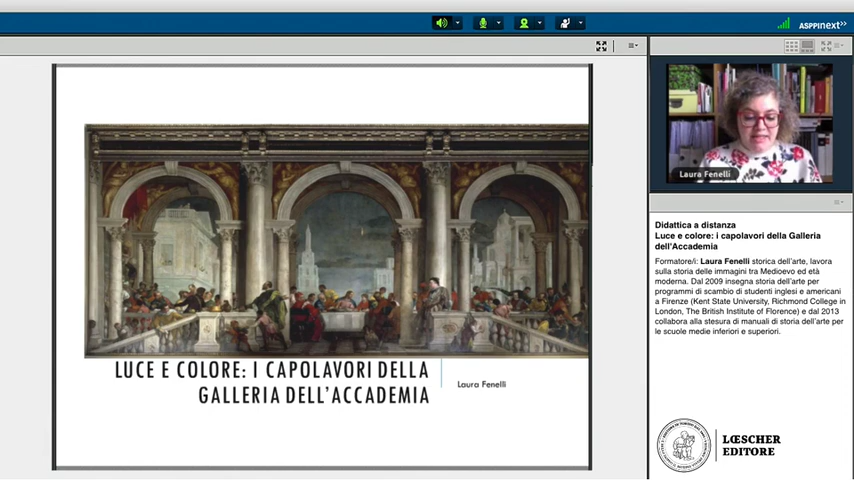 ASPPInext>>
LUCE E COLORE: I CAPOLAVORI DELLA
GALLERIA DELL'ACCADEMIA
Laura Fenelli
Laura Fenelli
Didattica a distanza
Luce e colore: i capolavori della Galleria
dell'Accademia
Formatore/i: Laura Fenelli storica dell'arte, lavora
sulla storia delle immagini tra Medioevo ed età
moderna. Dal 2009 insegna storia dell'arte per
programmi di scambio di studenti inglesi e americani
a Firenze (Kent State University, Richmond College in
London, The British Institute of Florence) e dal 2013
collabora alla stesura di manuali di storia dell'arte per
le scuole medie inferiori e superiori.
LŒSCHER
EDITORE